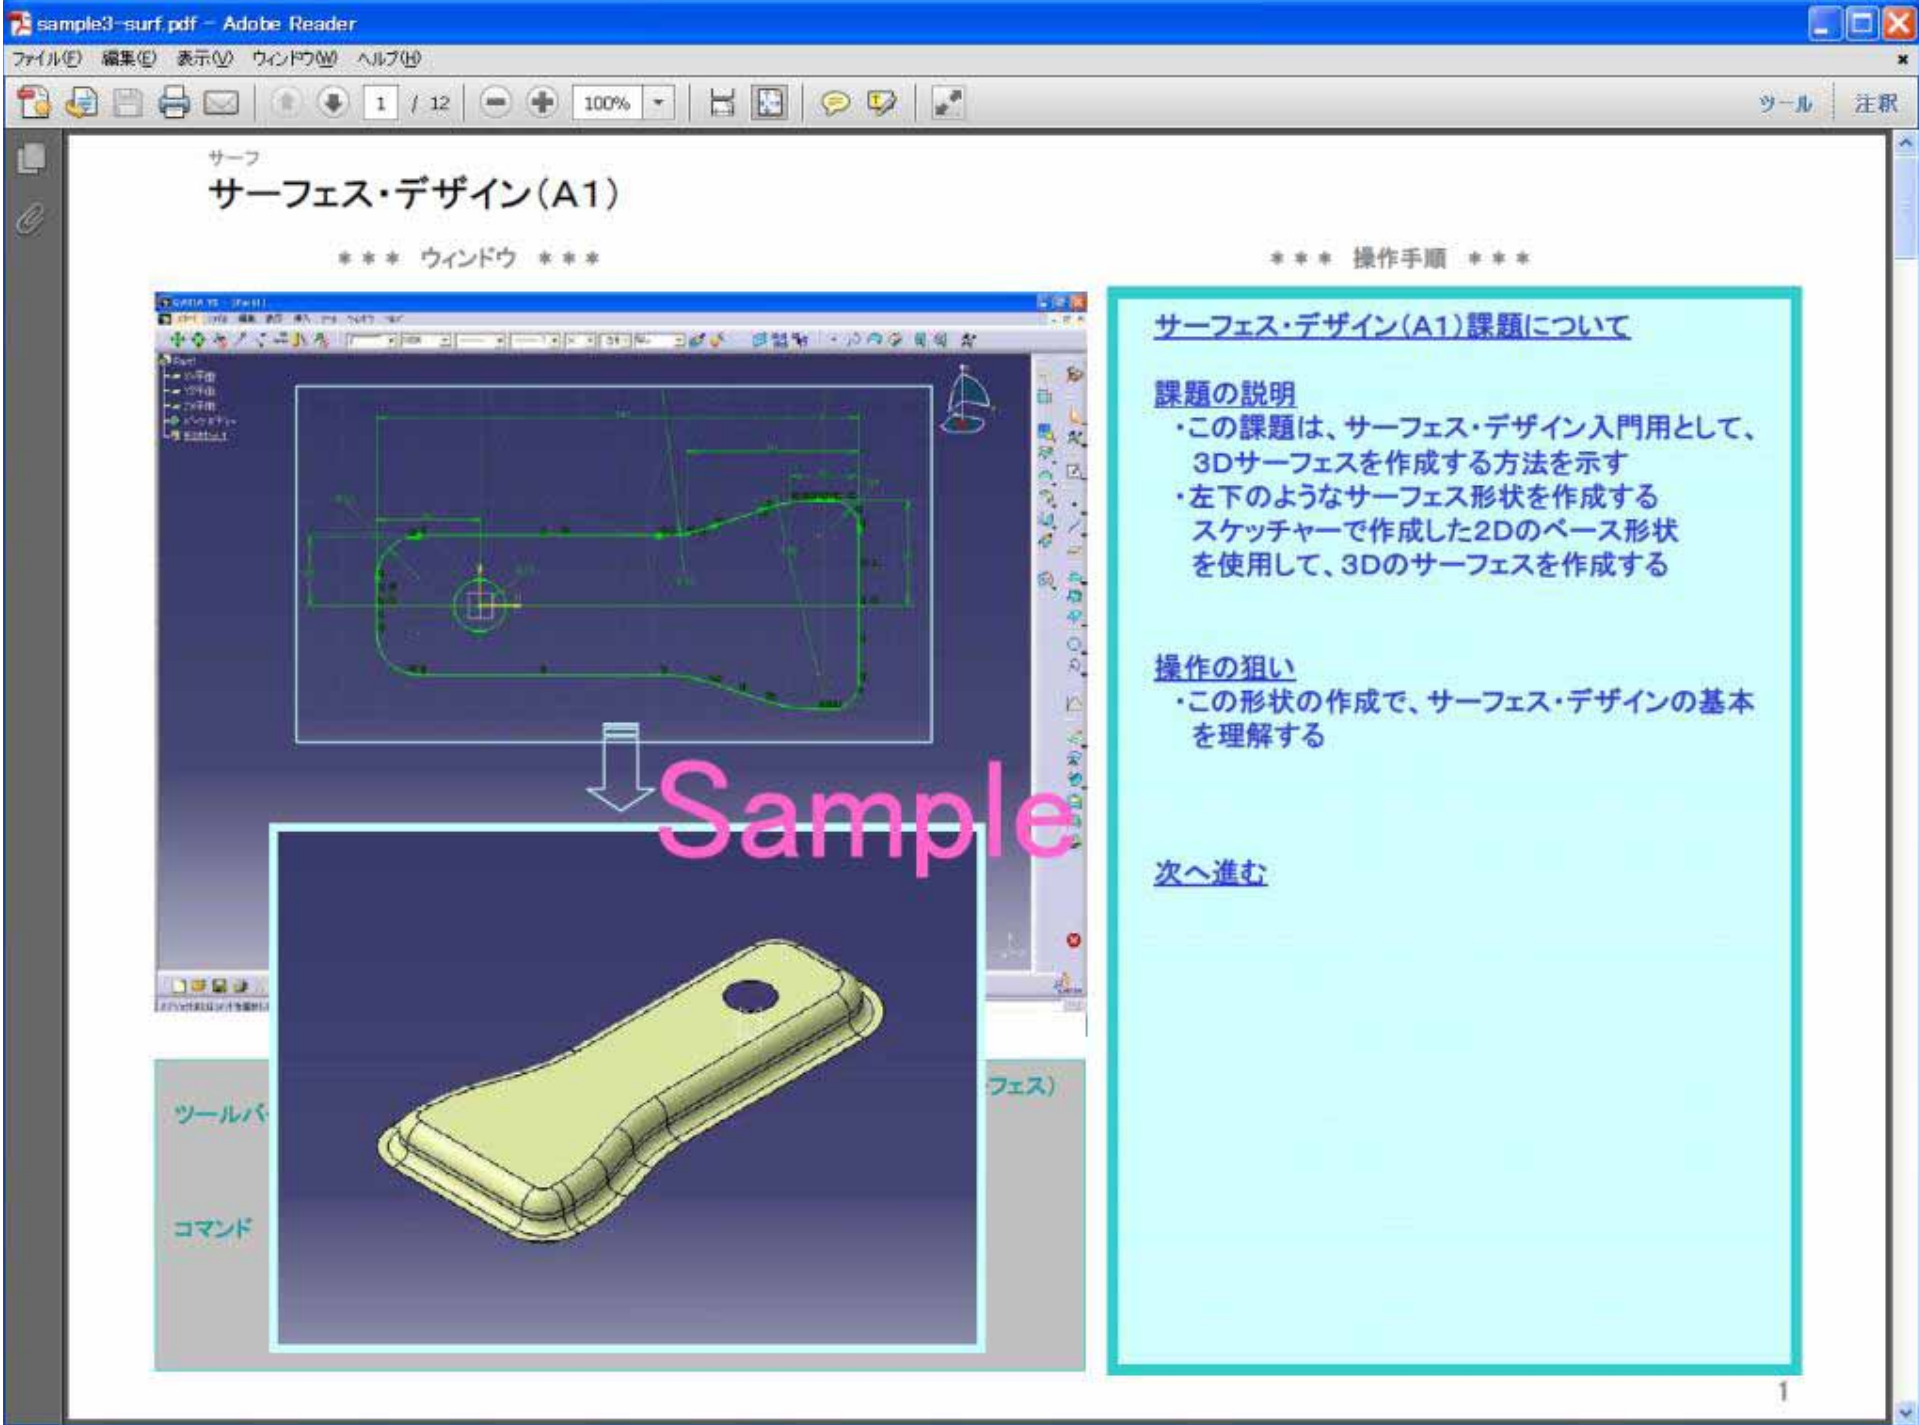 sample3-surf.pdf - Adobe Reader
ファイル(F) 編集(E) 表示(V) ウィンドウ(W) ヘルプ(H)
1 / 12 100% ツール 注釈
サーフ
サーフェス・デザイン(A1)
*** ウィンドウ ***
*** 操作手順 ***
サーフェス・デザイン(A1)課題について
課題の説明
・この課題は、サーフェス・デザイン入門用として、
3Dサーフェスを作成する方法を示す
・左下のようなサーフェス形状を作成する
スケッチャーで作成した2Dのベース形状
を使用して、3Dのサーフェスを作成する
操作の狙い
・この形状の作成で、サーフェス・デザインの基本
を理解する
次へ進む
Sample
フェス)
ツールバ
コマンド
1